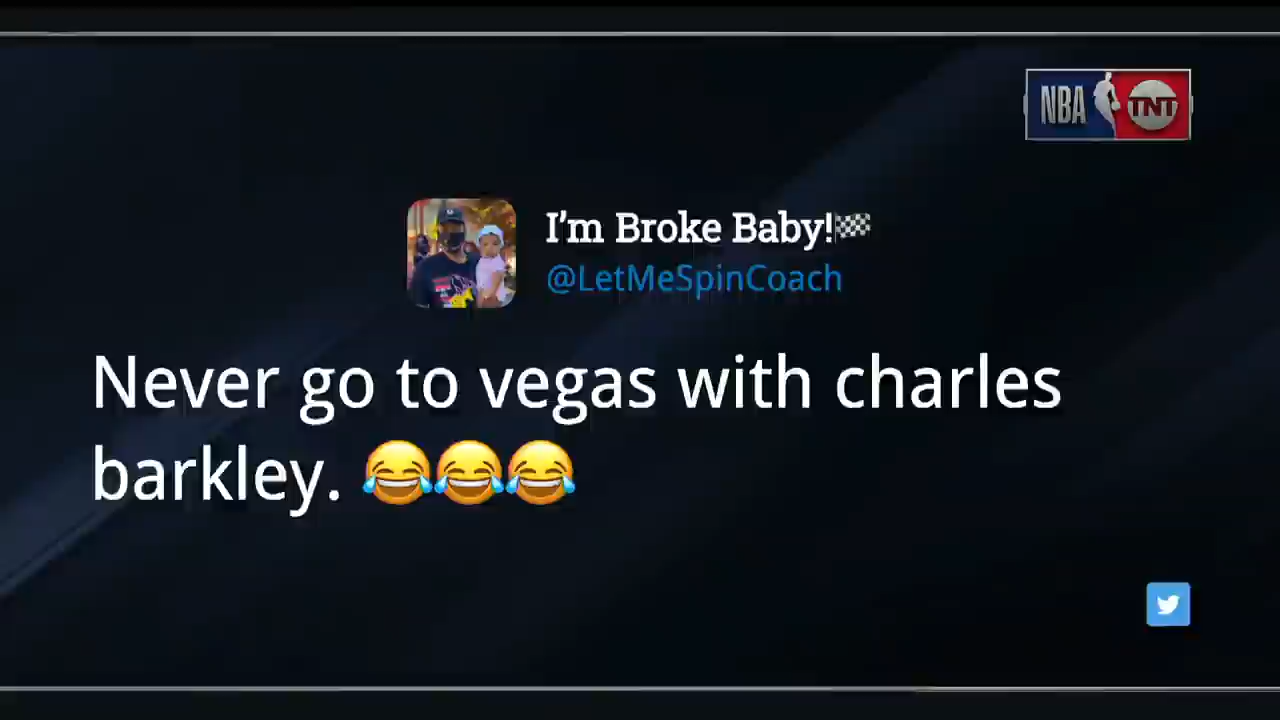 NBA TNT
I'm Broke Baby!🏁
@LetMeSpinCoach
Never go to vegas with charles
barkley. 😂😂😂